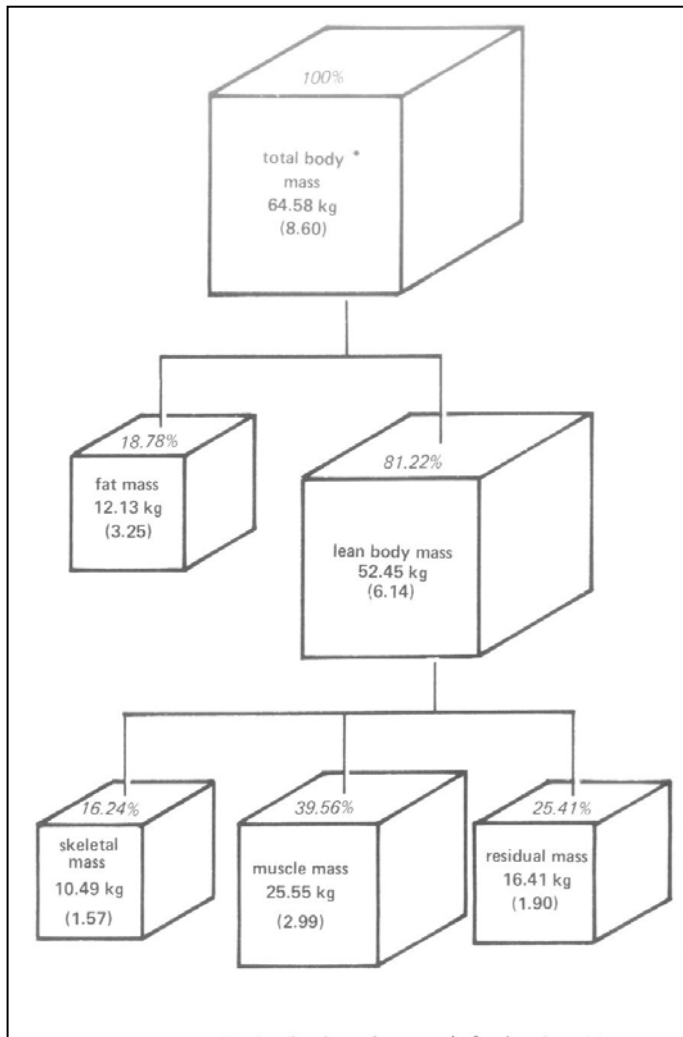 100%
total body *
mass
64.58 kg
(8.60)
18.78%
fat mass
12.13 kg
(3.25)
81.22%
lean body mass
52.45 kg
(6.14)
16.24%
skeletal
mass
10.49 kg
(1.57)
39.56%
muscle mass
25.55 kg
(2.99)
25.41%
residual mass
16.41 kg
(1.90)